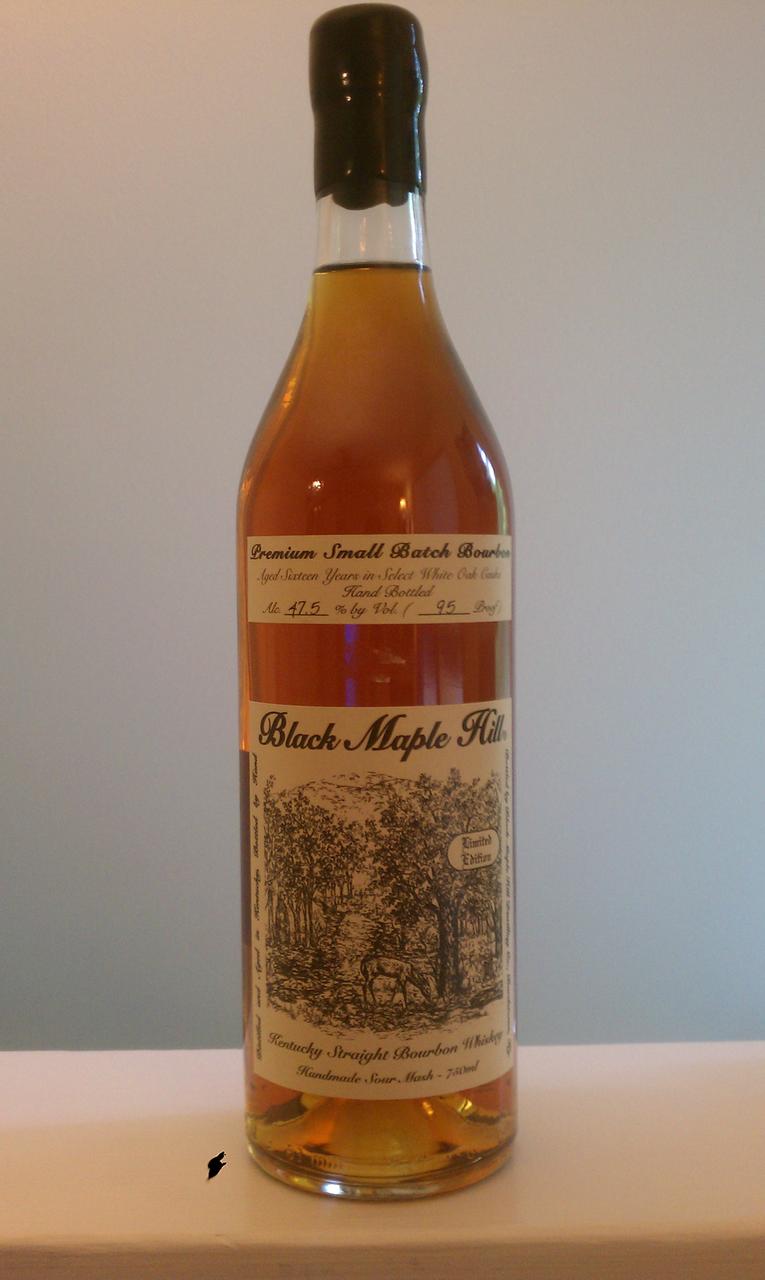 Premium Small Batch Bourbon
Aged Sixteen Years in Select White Oak Casks
Hand Bottled
Alc. 47.5 % by Vol. ( 95 Proof )
Black Maple Hill
Limited
Edition
Distilled and Aged in Kentucky Bottled by Hand
Kentucky Straight Bourbon Whiskey
Handmade Sour Mash - 750ml